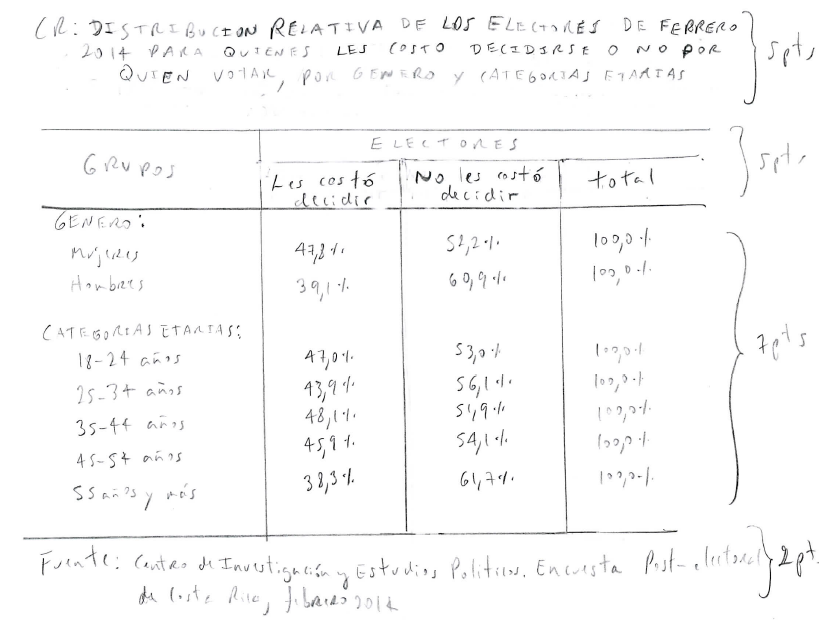 CR: DISTRIBUCION RELATIVA DE LOS ELECTORES DE FERRERO
2014 PARA QUIENES LES COSTO DECIDIRSE O NO POR
QUIEN VOTAR, POR GENERO Y CATEGORIAS ETARIAS
5pts
GRUPOS
ELECTORES
Les costó decidir
No les costó decidir
total
5pts
GENERO:
Mujeres 47,8% 52,2% 100,0%
Hombres 39,1% 60,9% 100,0%
CATEGORIAS ETARIAS:
18-24 años 47,0% 53,0% 100,0%
25-34 años 43,9% 56,1% 100,0%
35-44 años 48,1% 51,9% 100,0%
45-54 años 45,9% 54,1% 100,0%
55 años y más 38,3% 61,7% 100,0%
7pts
Fuente: Centro de Investigación y Estudios Políticos. Encuesta Post-electoral
de Costa Rica, febrero 2014
2pt.